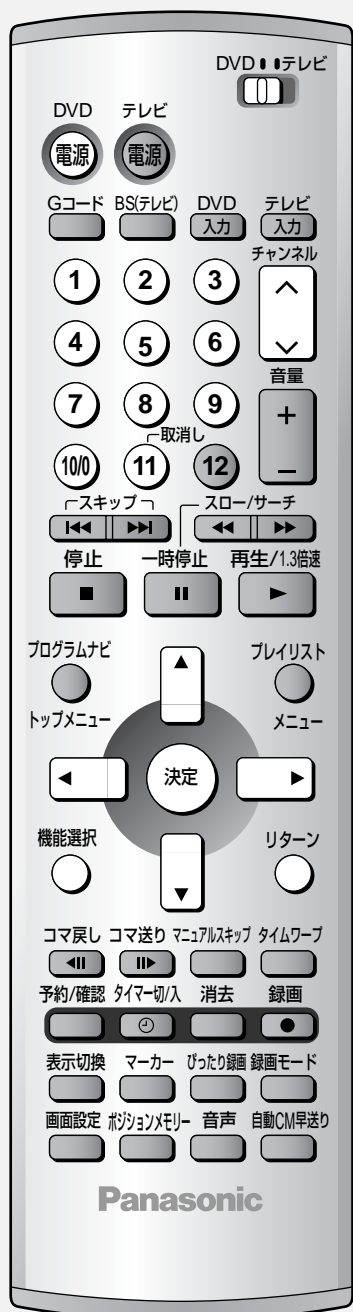 DVD テレビ
DVD テレビ
電源 電源
Gコード BS(テレビ) DVD テレビ
入力 入力
チャンネル
1 2 3
4 5 6
音量
7 8 9
＋
取消し
10/0 11 12
－
スキップ スロー/サーチ
停止 一時停止 再生/1.3倍速
プログラムナビ プレイリスト
トップメニュー メニュー
決定
機能選択 リターン
コマ戻し コマ送り マニュアルスキップ タイムワープ
予約/確認 タイマー切/入 消去 録画
表示切換 マーカー ぴったり録画 録画モード
画面設定 ポジションメモリー 音声 自動CM早送り
Panasonic